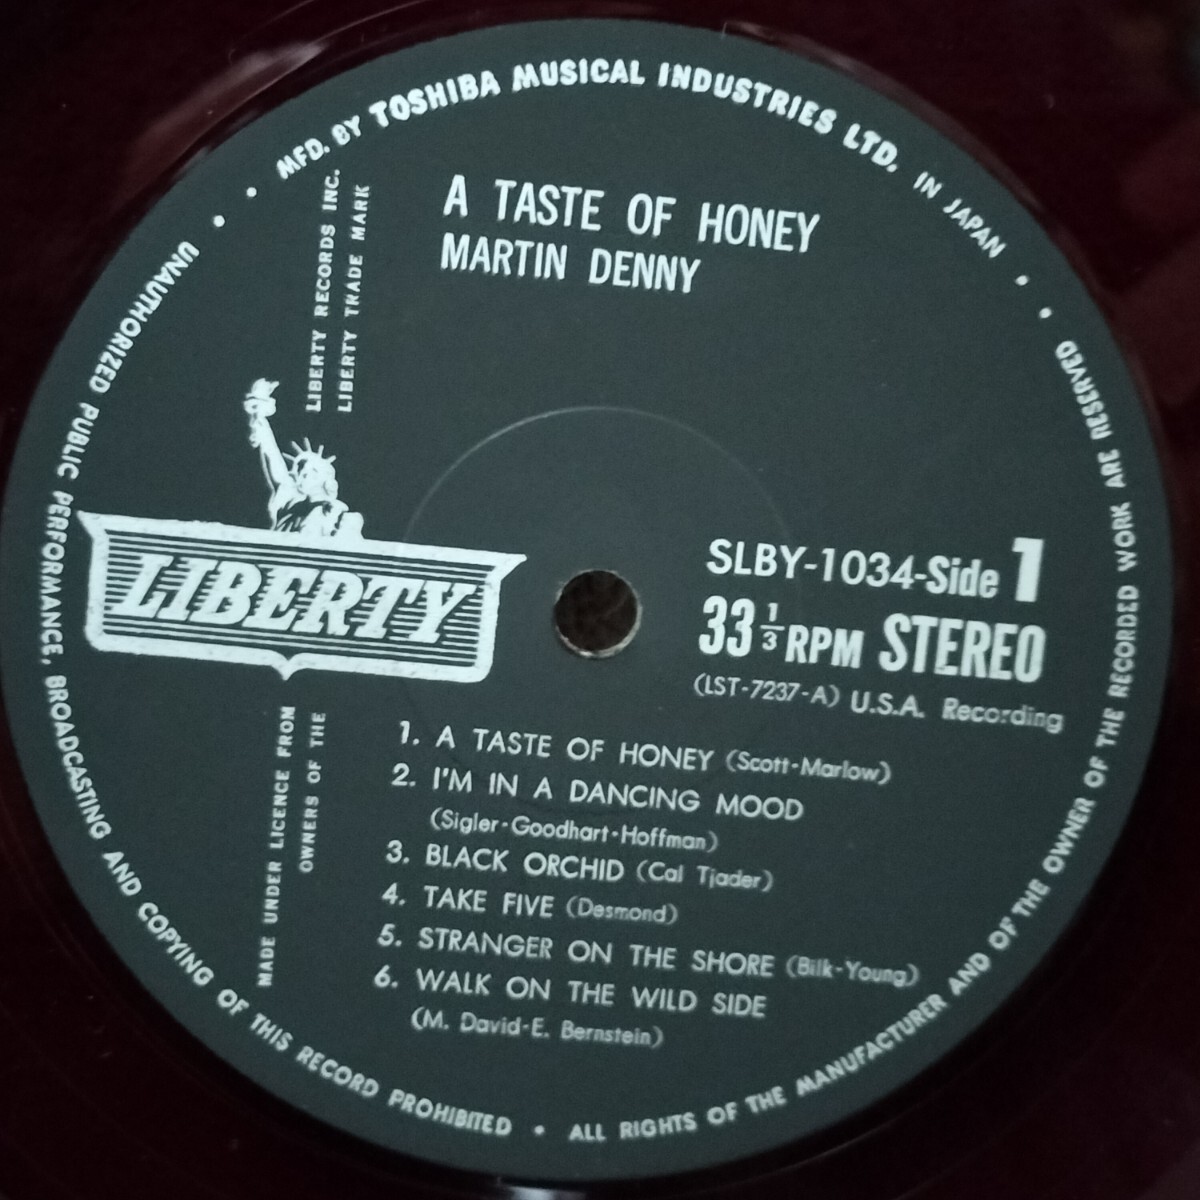 MFD. BY TOSHIBA MUSICAL INDUSTRIES LTD. IN JAPAN
A TASTE OF HONEY
MARTIN DENNY
LIBERTY RECORDS INC.
LIBERTY TRADE MARK
LIBERTY
SLBY-1034-Side 1
33 1/3 RPM STEREO
(LST-7237-A) U.S.A. Recording
MADE UNDER LICENCE FROM
OWNERS OF THE
1. A TASTE OF HONEY (Scott-Marlow)
2. I'M IN A DANCING MOOD
(Sigler-Goodhart-Hoffman)
3. BLACK ORCHID (Cal Tjader)
4. TAKE FIVE (Desmond)
5. STRANGER ON THE SHORE (Bilk-Young)
6. WALK ON THE WILD SIDE
(M. David-E. Bernstein)
ALL RIGHTS OF THE MANUFACTURER AND OF THE OWNER OF THE RECORDED WORK ARE RESERVED
UNAUTHORIZED PUBLIC PERFORMANCE, BROADCASTING AND COPYING OF THIS RECORD PROHIBITED